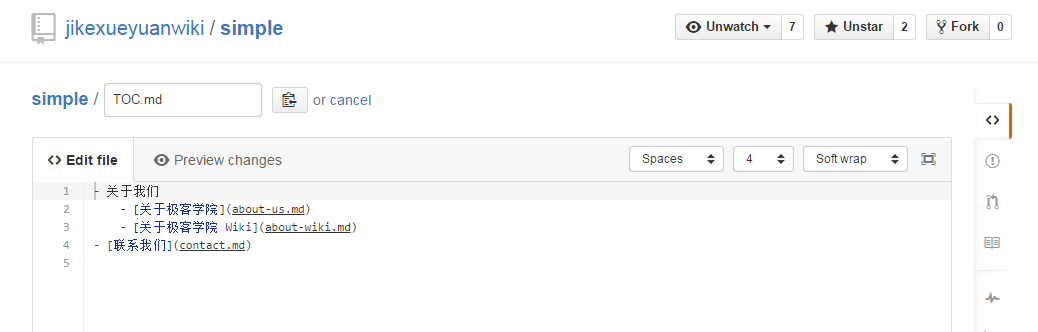 jikexueyuanwiki / simple
Unwatch 7 Unstar 2 Fork 0
simple / TOC.md or cancel
<> Edit file Preview changes Spaces 4 Soft wrap
1 - 关于我们
2 - [关于极客学院](about-us.md)
3 - [关于极客学院 Wiki](about-wiki.md)
4 - [联系我们](contact.md)
5